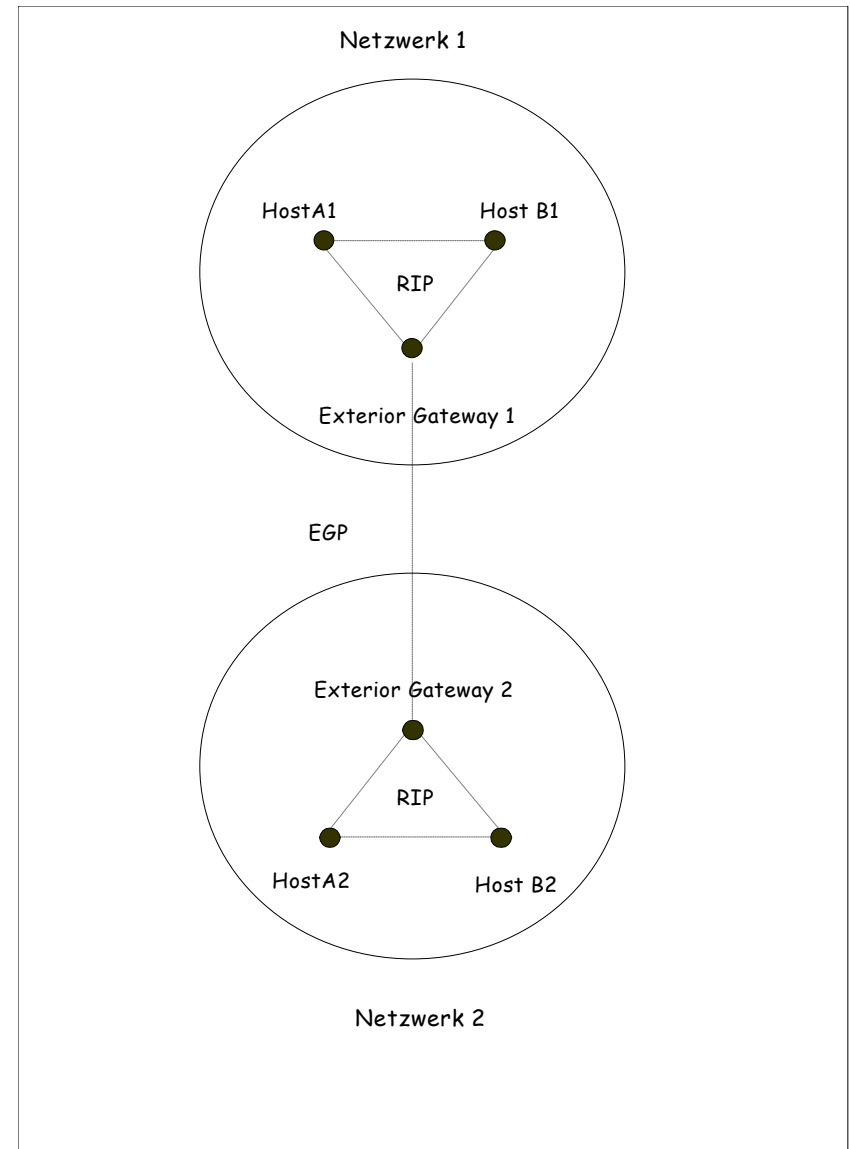 Netzwerk 1
HostA1
Host B1
RIP
Exterior Gateway 1
EGP
Exterior Gateway 2
RIP
HostA2
Host B2
Netzwerk 2